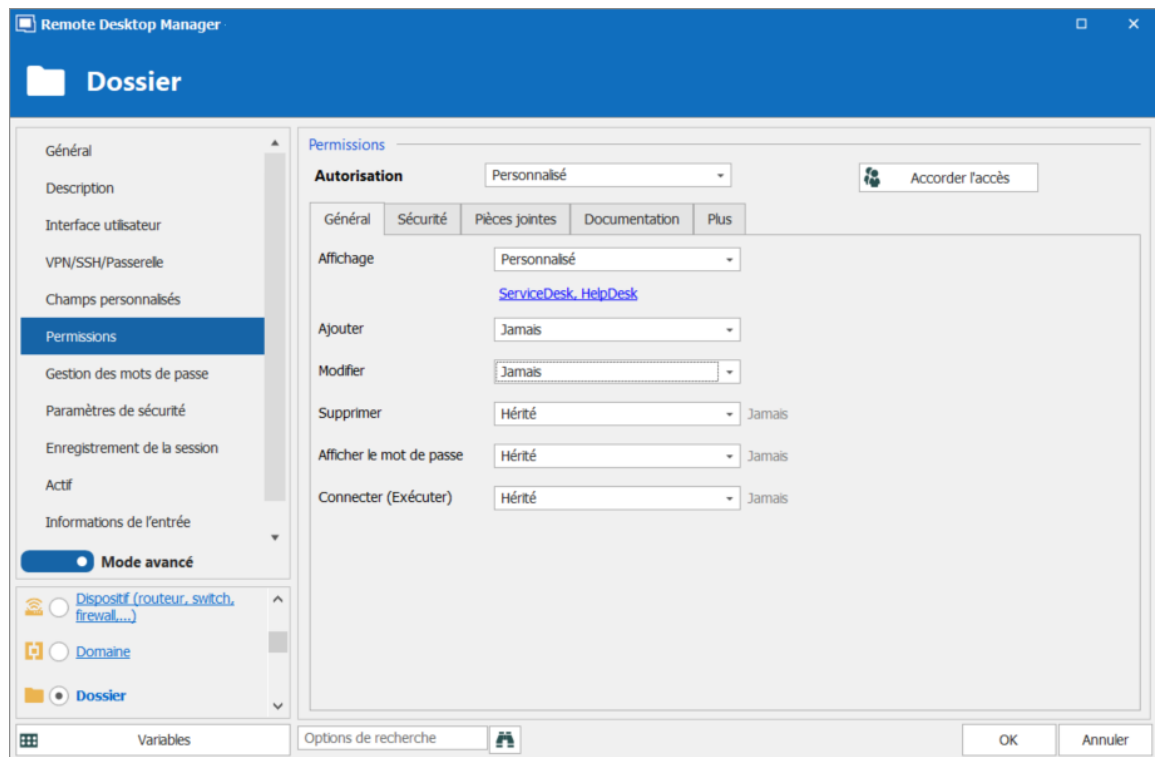 Remote Desktop Manager
Dossier
Général
Description
Interface utilisateur
VPN/SSH/Passerelle
Champs personnalisés
Permissions
Gestion des mots de passe
Paramètres de sécurité
Enregistrement de la session
Actif
Informations de l'entrée
Mode avancé
Dispositif (routeur, switch,
firewall,...)
Domaine
Dossier
Variables
Permissions
Autorisation Personnalisé Accorder l'accès
Général Sécurité Pièces jointes Documentation Plus
Affichage Personnalisé
ServiceDesk, HelpDesk
Ajouter Jamais
Modifier Jamais
Supprimer Hérité Jamais
Afficher le mot de passe Hérité Jamais
Connecter (Exécuter) Hérité Jamais
Options de recherche
OK Annuler